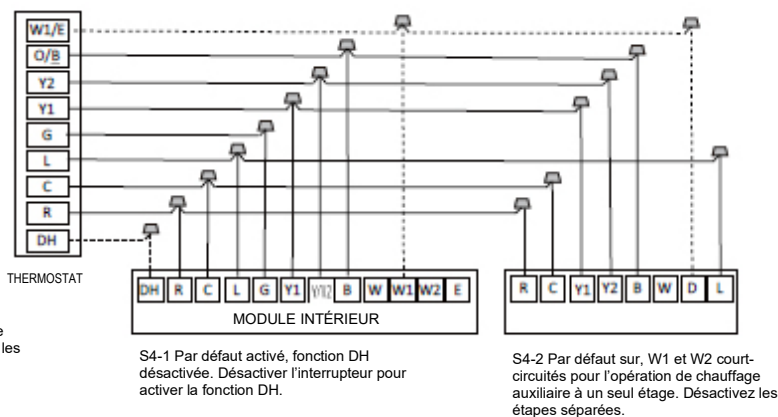 W1/E
O/B
Y2
Y1
G
L
C
R
DH
THERMOSTAT
e
les
DH R C L G Y1 B W W1 W2 E
MODULE INTÉRIEUR
R C Y1 Y2 B W D L
S4-1 Par défaut activé, fonction DH
désactivée. Désactiver l'interrupteur pour
activer la fonction DH.
S4-2 Par défaut sur, W1 et W2 court-
circuités pour l'opération de chauffage
auxiliaire à un seul étage. Désactivez les
étapes séparées.